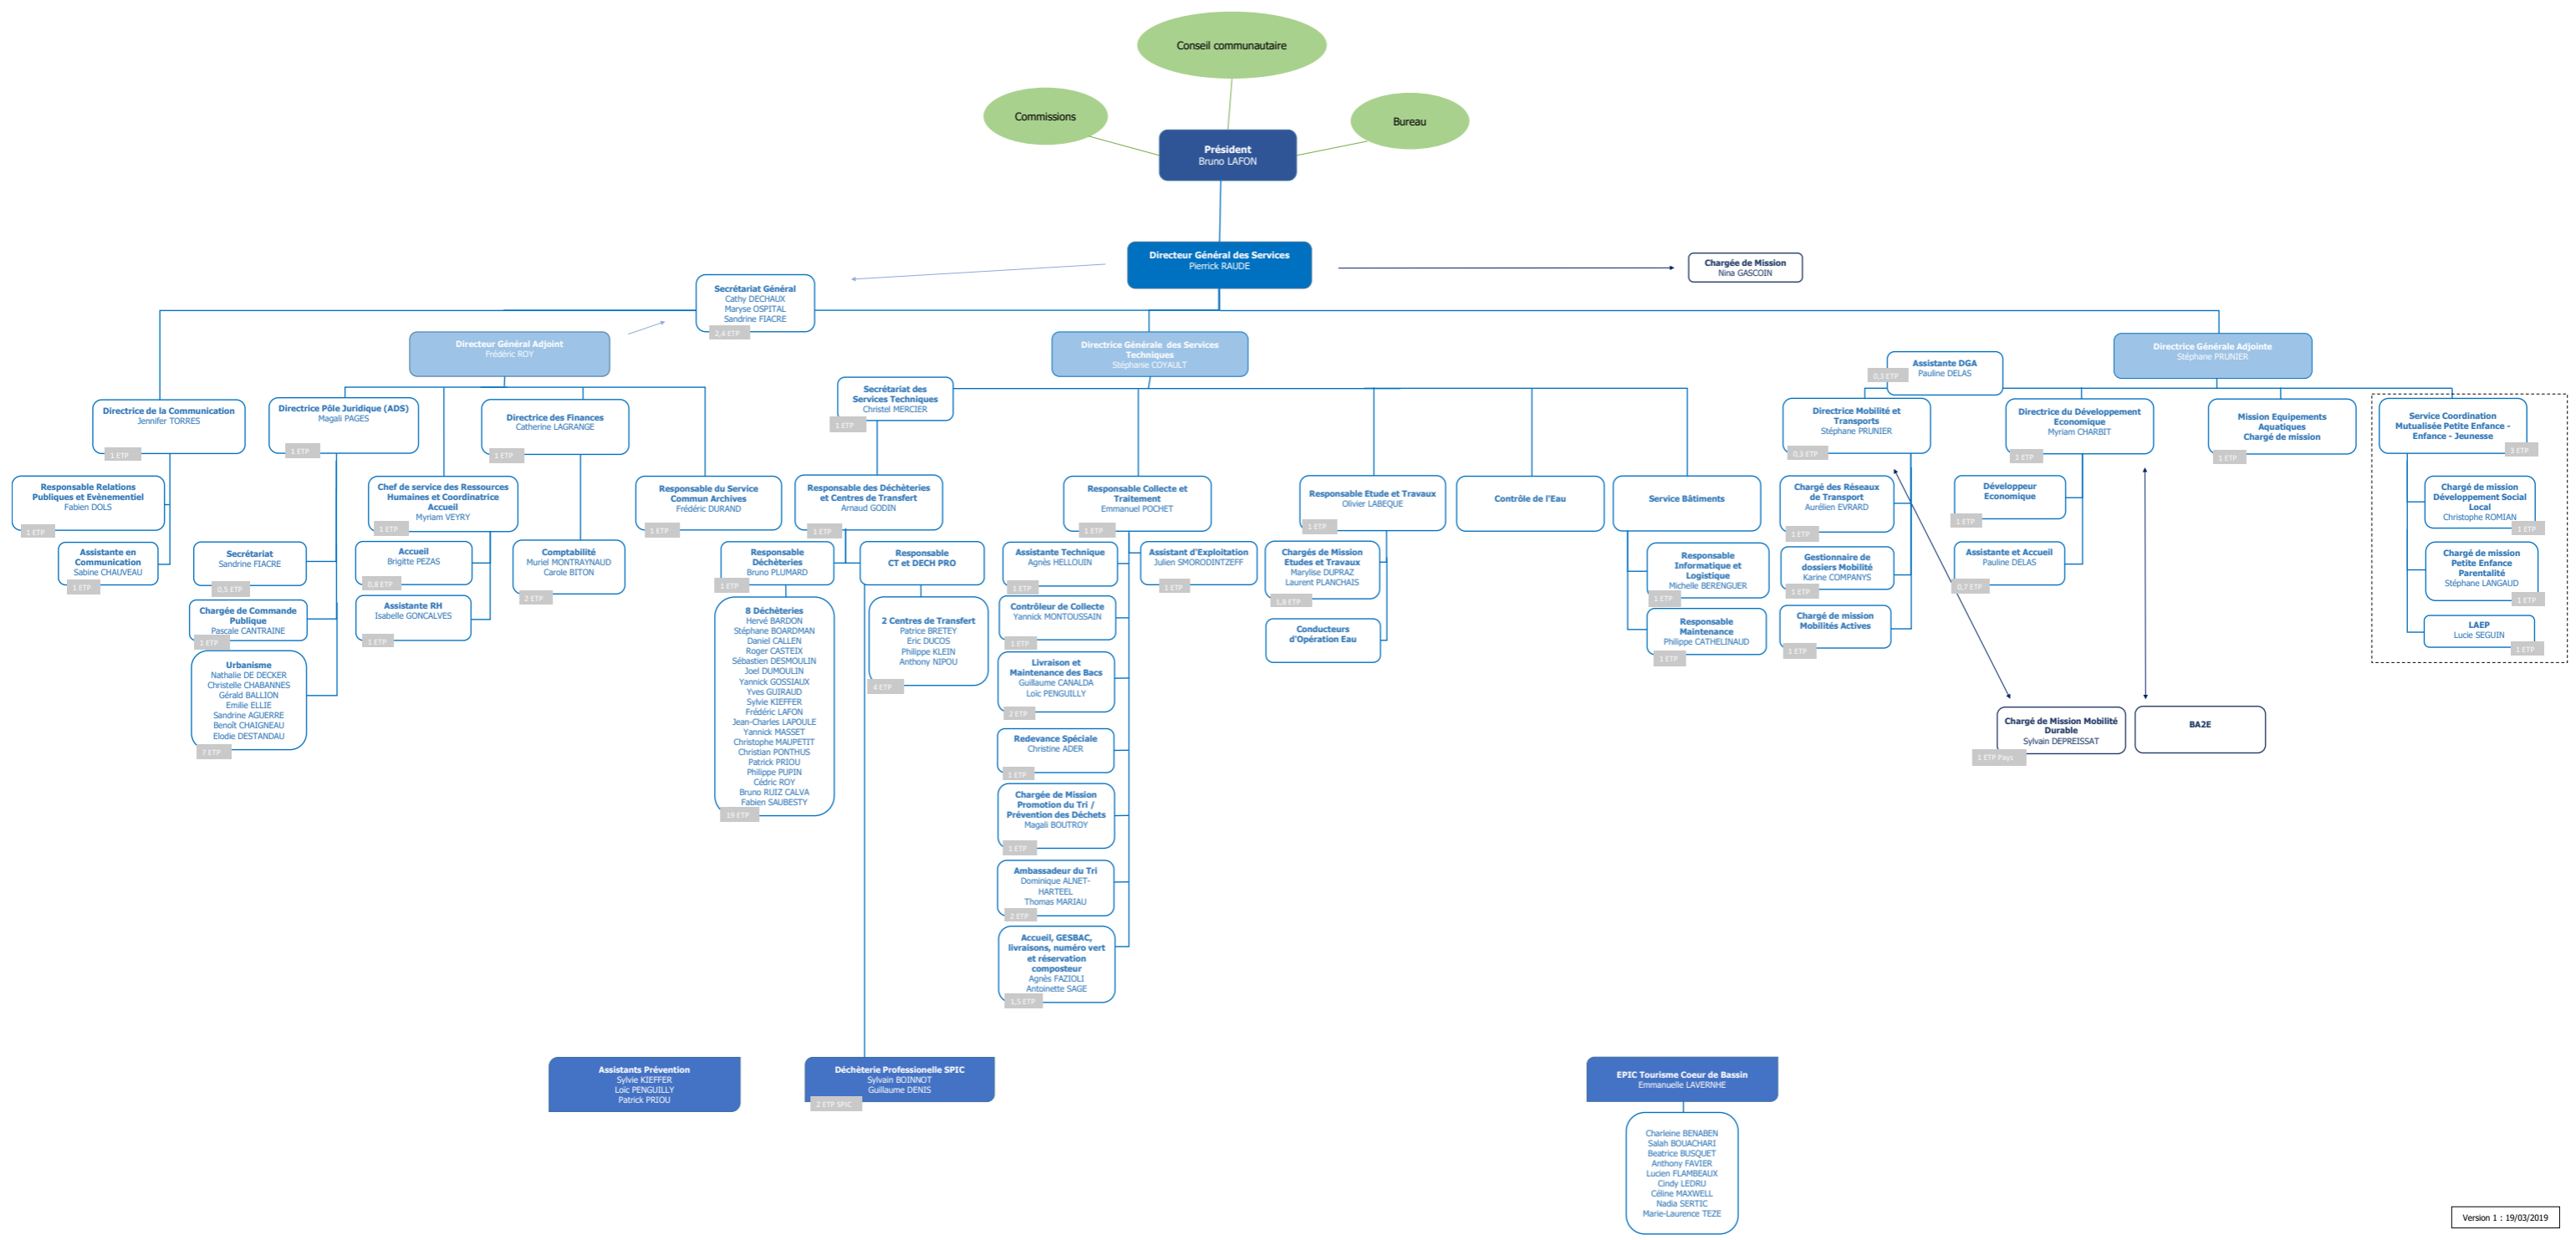 Conseil communautaire
Commissions
Bureau
Président
Bruno LAFON
Directeur Général des Services
Pierrick RAUDE
Chargée de Mission
Nina GASCOIN
Secrétariat Général
Cathy DECHAUX
Maryse OSPITAL
Sandrine FIACRE
2,4 ETP
Directeur Général Adjoint
Frédéric ROY
Directrice Générale des Services
Techniques
Stéphanie COYAULT
Directrice Générale Adjointe
Stéphane PRUNIER
Assistante DGA
Pauline DELAS
0,3 ETP
Secrétariat des
Services Techniques
Christel MERCIER
1 ETP
Directrice de la Communication
Jennifer TORRES
1 ETP
Directrice Pôle Juridique (ADS)
Magali PAGES
1 ETP
Directrice des Finances
Catherine LAGRANGE
1 ETP
Directrice Mobilité et
Transports
Stéphane PRUNIER
0,3 ETP
Directrice du Développement
Economique
Myriam CHARBIT
1 ETP
Mission Equipements
Aquatiques
Chargé de mission
1 ETP
Service Coordination
Mutualisée Petite Enfance -
Enfance - Jeunesse
3 ETP
Responsable Relations
Publiques et Evènementiel
Fabien DOLS
1 ETP
Chef de service des Ressources
Humaines et Coordinatrice
Accueil
Myriam VEYRY
1 ETP
Responsable du Service
Commun Archives
Frédéric DURAND
1 ETP
Responsable des Déchèteries
et Centres de Transfert
Arnaud GODIN
1 ETP
Responsable Collecte et
Traitement
Emmanuel POCHET
1 ETP
Responsable Etude et Travaux
Olivier LABEQUE
1 ETP
Contrôle de l'Eau
Service Bâtiments
Chargé des Réseaux
de Transport
Aurélien EVRARD
1 ETP
Développeur
Economique
1 ETP
Chargé de mission
Développement Social
Local
Christophe ROMIAN
1 ETP
Assistante en
Communication
Sabine CHAUVEAU
1 ETP
Secrétariat
Sandrine FIACRE
0,5 ETP
Accueil
Brigitte PEZAS
0,8 ETP
Comptabilité
Muriel MONTRAYNAUD
Carole BITON
2 ETP
Responsable
Déchèteries
Bruno PLUMARD
1 ETP
Responsable
CT et DECH PRO
Assistante Technique
Agnès HELLOUIN
1 ETP
Assistant d'Exploitation
Julien SMORODINTZEFF
1 ETP
Chargés de Mission
Etudes et Travaux
Marylise DUPRAZ
Laurent PLANCHAIS
1,8 ETP
Responsable
Informatique et
Logistique
Michelle BERENGUER
1 ETP
Gestionnaire de
dossiers Mobilité
Karine COMPANYS
1 ETP
Assistante et Accueil
Pauline DELAS
0,7 ETP
Chargé de mission
Petite Enfance
Parentalité
Stéphane LANGAUD
1 ETP
Chargée de Commande
Publique
Pascale CANTRAINE
1 ETP
Assistante RH
Isabelle GONCALVES
1 ETP
8 Déchèteries
Hervé BARDON
Stéphane BOARDMAN
Daniel CALLEN
Roger CASTEIX
Sébastien DESMOULIN
Joel DUMOULIN
Yannick GOSSIAUX
Yves GUIRAUD
Sylvie KIEFFER
Frédéric LAFON
Jean-Charles LAPOULE
Yannick MASSET
Christophe MAUPETIT
Christian PONTHUS
Patrick PRIOU
Philippe PUPIN
Cédric ROY
Bruno RUIZ CALVA
Fabien SAUBESTY
19 ETP
2 Centres de Transfert
Patrice BRETEY
Eric DUCOS
Philippe KLEIN
Anthony NIPOU
4 ETP
Contrôleur de Collecte
Yannick MONTOUSSAIN
1 ETP
Conducteurs
d'Opération Eau
Responsable
Maintenance
Philippe CATHELINAUD
1 ETP
Chargé de mission
Mobilités Actives
1 ETP
LAEP
Lucie SEGUIN
1 ETP
Urbanisme
Nathalie DE DECKER
Christelle CHABANNES
Gérald BALLION
Emilie ELLIE
Sandrine AGUERRE
Benoît CHAIGNEAU
Elodie DESTANDAU
7 ETP
Livraison et
Maintenance des Bacs
Guillaume CANALDA
Loïc PENGUILLY
2 ETP
Redevance Spéciale
Christine ADER
1 ETP
Chargé de Mission Mobilité
Durable
Sylvain DEPREISSAT
1 ETP Pays
BA2E
Chargée de Mission
Promotion du Tri /
Prévention des Déchets
Magali BOUTROY
1 ETP
Ambassadeur du Tri
Dominique ALNET-
HARTEEL
Thomas MARIAU
2 ETP
Accueil, GESBAC,
livraisons, numéro vert
et réservation
composteur
Agnès FAZIOLI
Antoinette SAGE
1,5 ETP
Assistants Prévention
Sylvie KIEFFER
Loïc PENGUILLY
Patrick PRIOU
Déchèterie Professionelle SPIC
Sylvain BOINNOT
Guillaume DENIS
2 ETP SPIC
EPIC Tourisme Coeur de Bassin
Emmanuelle LAVERNHE
Charleine BENABEN
Salah BOUACHARI
Beatrice BUSQUET
Anthony FAVIER
Lucien FLAMBEAUX
Cindy LEDRU
Céline MAXWELL
Nadia SERTIC
Marie-Laurence TEZE
Version 1 : 19/03/2019